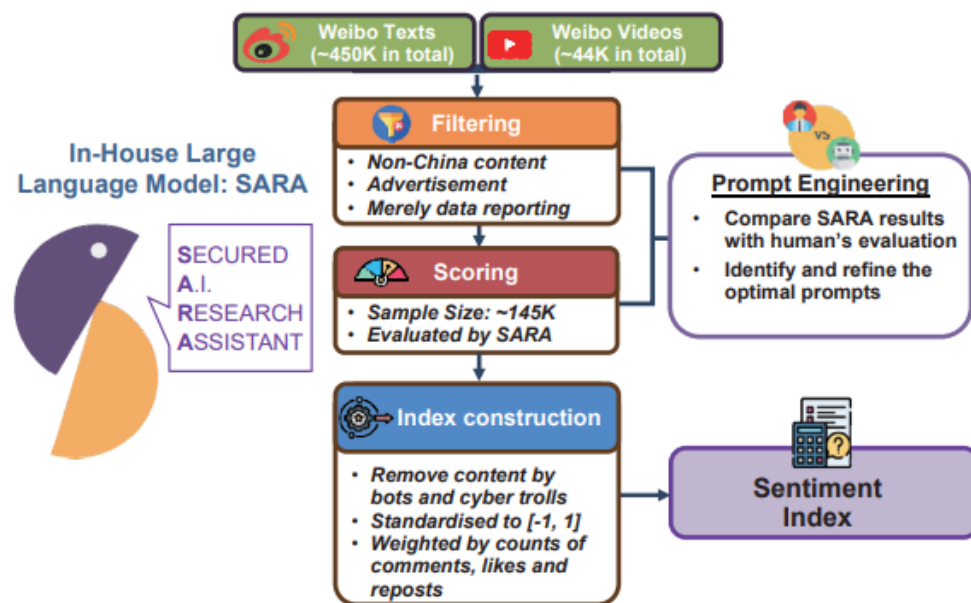 Weibo Texts
(~450K in total)
Weibo Videos
(~44K in total)
In-House Large
Language Model: SARA
SECURED
A.I.
RESEARCH
ASSISTANT
Filtering
• Non-China content
• Advertisement
• Merely data reporting
Scoring
• Sample Size: ~145K
• Evaluated by SARA
VS
Prompt Engineering
• Compare SARA results
with human's evaluation
• Identify and refine the
optimal prompts
Index construction
• Remove content by
bots and cyber trolls
• Standardised to [-1, 1]
• Weighted by counts of
comments, likes and
reposts
Sentiment
Index